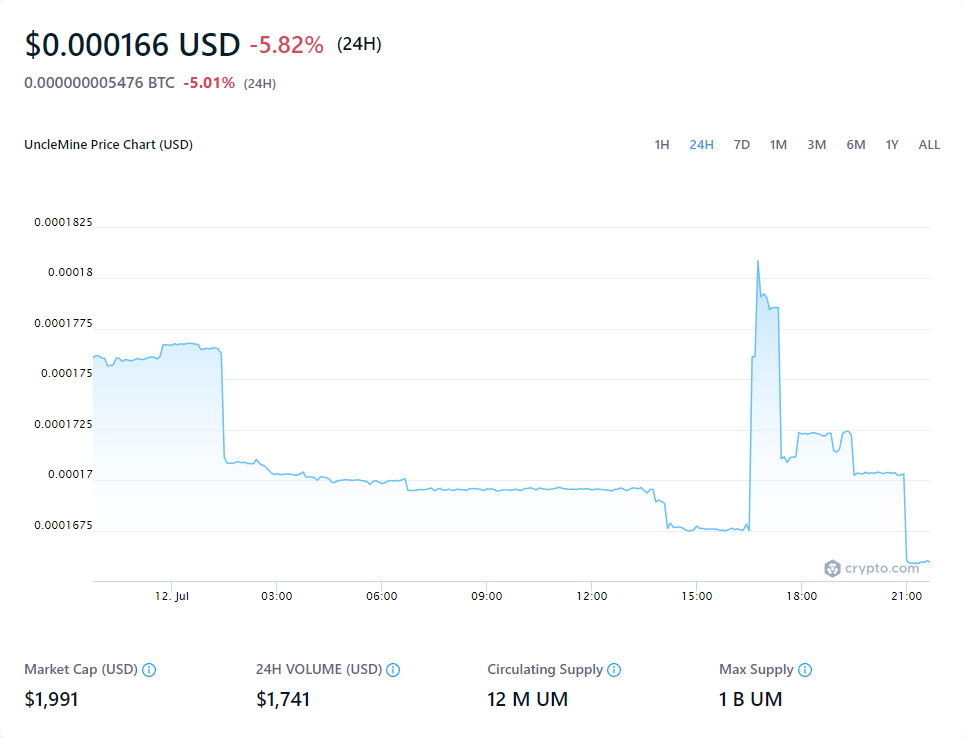 $0.000166 USD -5.82% (24H)
0.000000005476 BTC -5.01% (24H)
UncleMine Price Chart (USD) 1H 24H 7D 1M 3M 6M 1Y ALL
0.0001825
0.00018
0.0001775
0.000175
0.0001725
0.00017
0.0001675
crypto.com
12. Jul 03:00 06:00 09:00 12:00 15:00 18:00 21:00
Market Cap (USD) 24H VOLUME (USD) Circulating Supply Max Supply
$1,991 $1,741 12 M UM 1 B UM